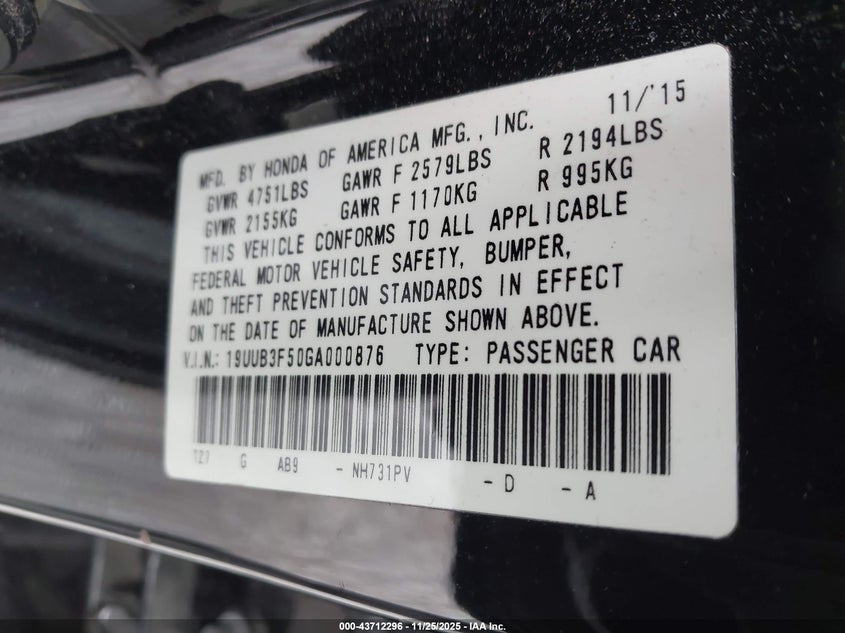 11/'15
MFD. BY HONDA OF AMERICA MFG., INC.
GVWR 4751LBS GAWR F 2579LBS R 2194LBS
GVWR 2155KG GAWR F 1170KG R 995KG
THIS VEHICLE CONFORMS TO ALL APPLICABLE
FEDERAL MOTOR VEHICLE SAFETY, BUMPER,
AND THEFT PREVENTION STANDARDS IN EFFECT
ON THE DATE OF MANUFACTURE SHOWN ABOVE.
V.I.N.: 19UUB3F50GA000876 TYPE: PASSENGER CAR
G AB9 - NH731PV - D - A
000-43712296 - 11/25/2025 - IAA Inc.